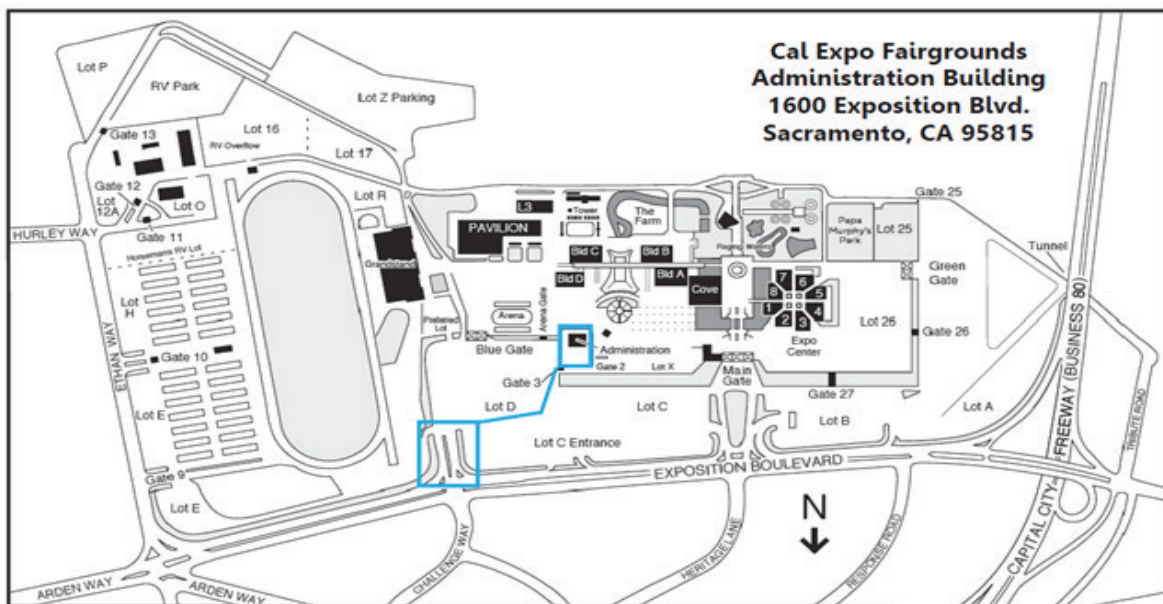 Cal Expo Fairgrounds
Administration Building
1600 Exposition Blvd.
Sacramento, CA 95815
Lot P
RV Park
Lot Z Parking
Gate 13
Lot 16
RV Overflow
Lot 17
Gate 12
Lot
12A
Lot O
Lot R
Gate 11
HURLEY WAY
Horsemans RV Lot
Grandstand
L3
PAVILION
Tower
The
Farm
Bld C
Bld B
Bld D
Bld A
Cove
Raging Waters
Papa
Murphy's
Park
Lot 25
Gate 25
Tunnel
Green
Gate
7
6
8
5
1
4
2
3
Expo
Center
Lot 26
Gate 26
Lot
H
ETHAN WAY
Gate 10
Lot E
Preferred
Lot
Arena
Arena Gate
Blue Gate
Administration
Gate 3
Gate 2
Lot X
Main
Gate
Gate 27
Lot D
Lot C
Lot B
Lot A
Lot C Entrance
EXPOSITION BOULEVARD
Gate 9
Lot E
ARDEN WAY
ARDEN WAY
CHALLENGE WAY
HERITAGE LANE
RESPONSE ROAD
N
CAPITAL CITY FREEWAY (BUSINESS 80)
TRIBUTE ROAD